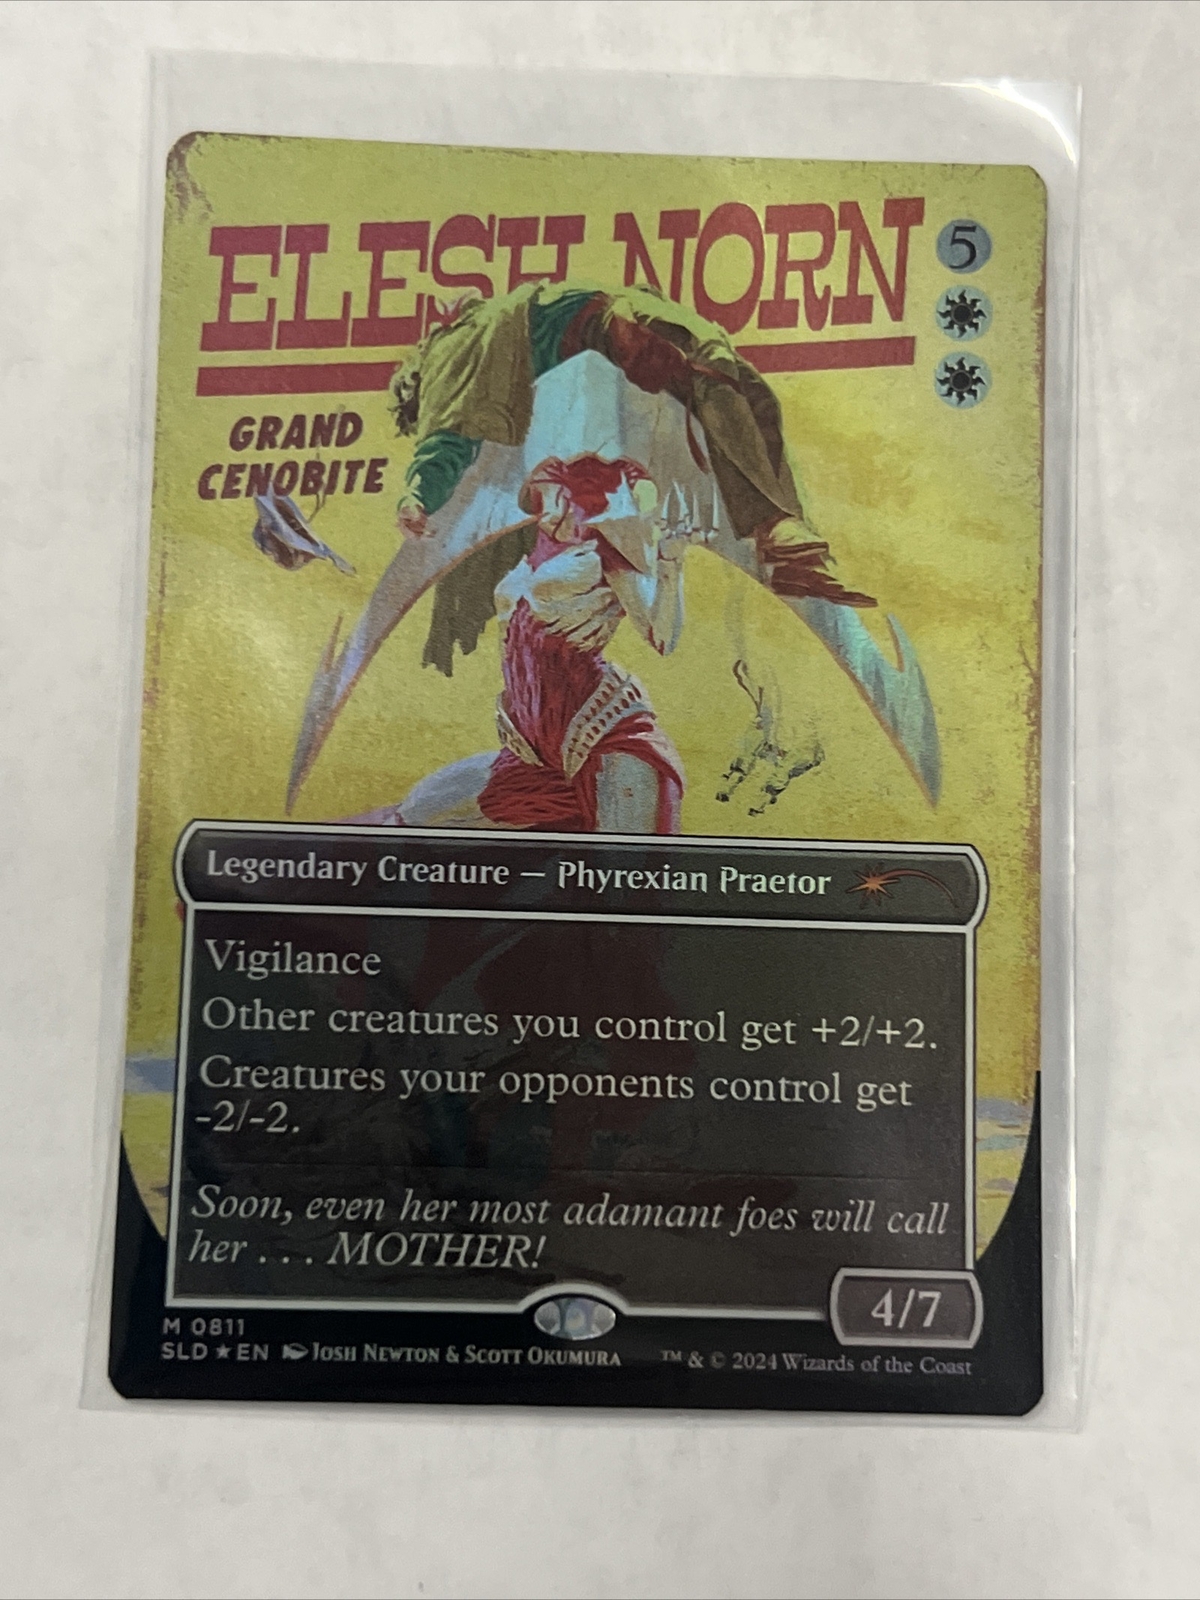 ELESH NORN
5
GRAND
CENOBITE
Legendary Creature — Phyrexian Praetor
Vigilance
Other creatures you control get +2/+2.
Creatures your opponents control get
-2/-2.
Soon, even her most adamant foes will call
her . . . MOTHER!
4/7
M 0811
SLD ★ EN JOSH NEWTON & SCOTT OKUMURA ™ & © 2024 Wizards of the Coast